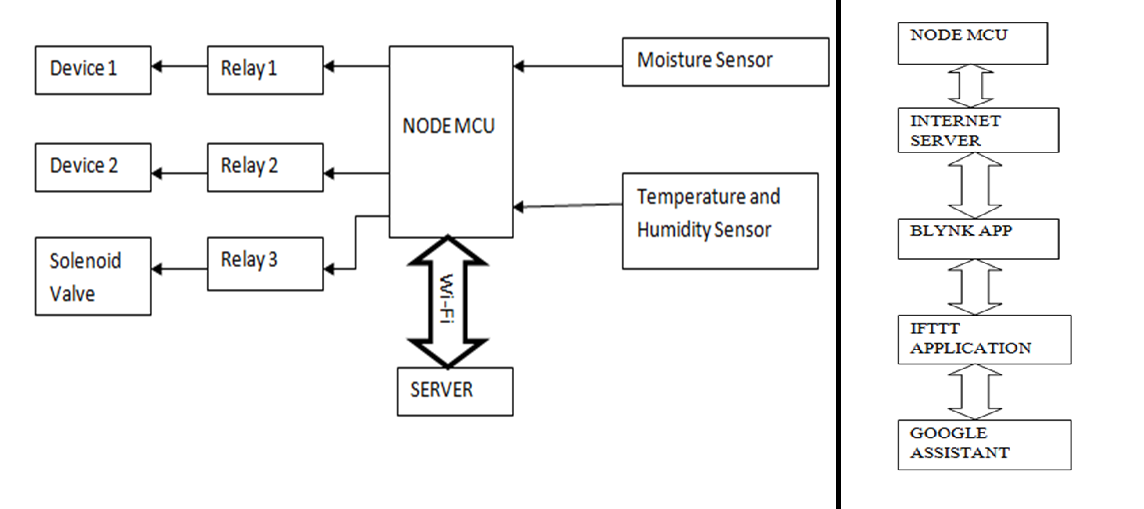 Device 1
Relay 1
NODE MCU
Moisture Sensor
Device 2
Relay 2
Temperature and
Humidity Sensor
Solenoid
Valve
Relay 3
Wi-Fi
SERVER
NODE MCU
INTERNET
SERVER
BLYNK APP
IFTTT
APPLICATION
GOOGLE
ASSISTANT